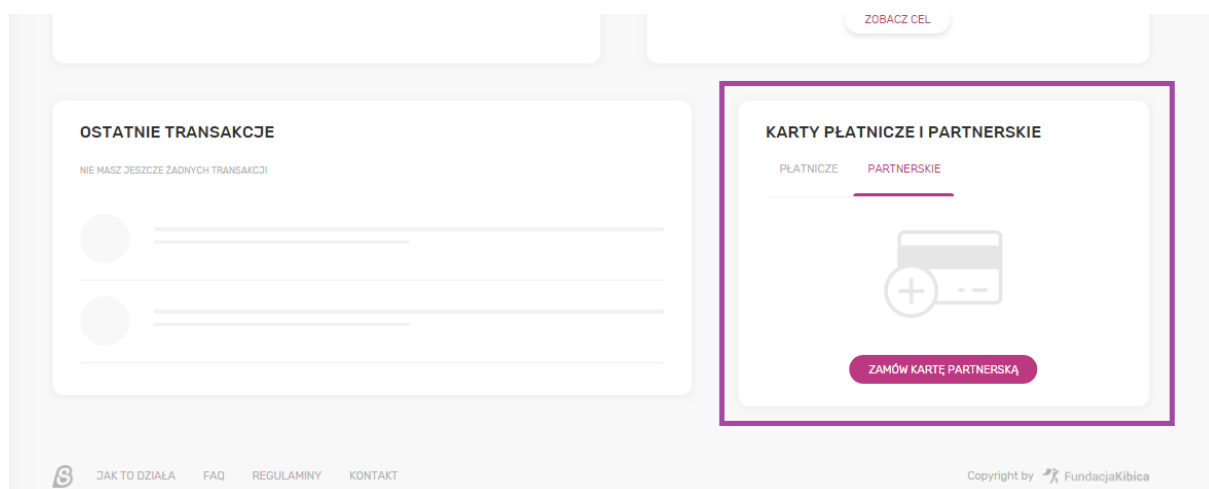 ZOBACZ CEL
OSTATNIE TRANSAKCJE
NIE MASZ JESZCZE ŻADNYCH TRANSAKCJI
KARTY PŁATNICZE I PARTNERSKIE
PŁATNICZE PARTNERSKIE
ZAMÓW KARTĘ PARTNERSKĄ
JAK TO DZIAŁA FAQ REGULAMINY KONTAKT
Copyright by FundacjaKibica